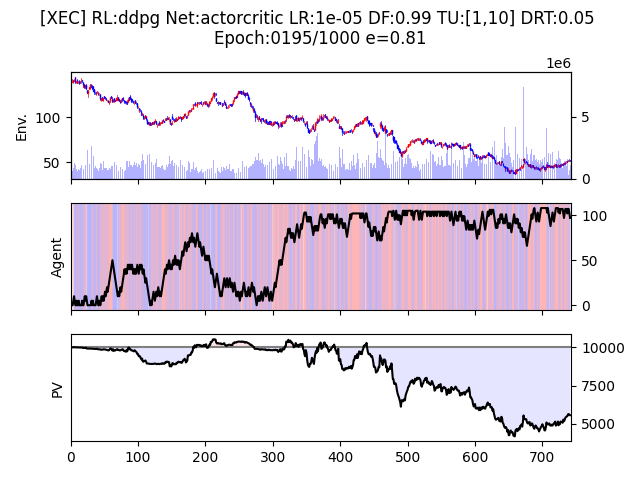 [XEC] RL:ddpg Net:actorcritic LR:1e-05 DF:0.99 TU:[1,10] DRT:0.05
Epoch:0195/1000 e=0.81
1e6
Env.
100
50
5
0
Agent
100
50
0
PV
10000
7500
5000
0 100 200 300 400 500 600 700